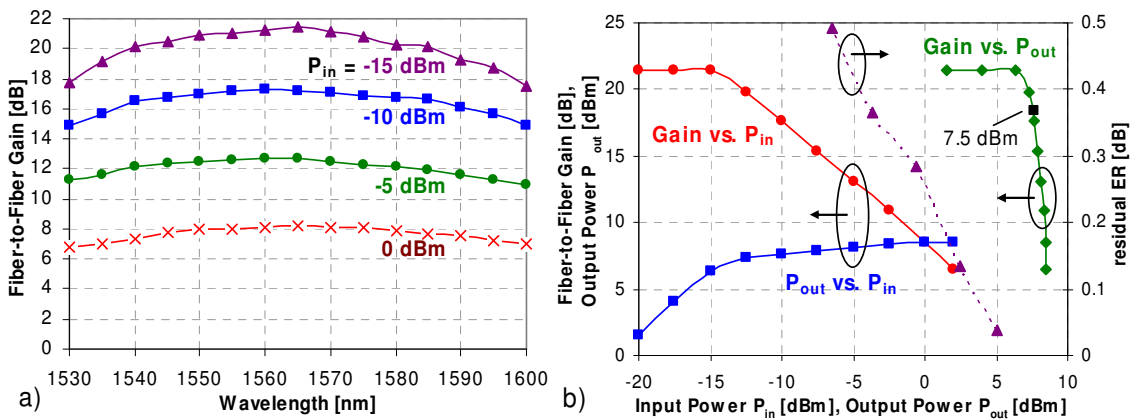 22
20
18
16
14
12
10
8
6
4
2
0
Fiber-to-Fiber Gain [dB]
P_in = -15 dBm
-10 dBm
-5 dBm
0 dBm
1530 1540 1550 1560 1570 1580 1590 1600
Wavelength [nm]
a)
25
20
15
10
5
0
Fiber-to-Fiber Gain [dB],
Output Power P_out [dBm]
Gain vs. P_out
Gain vs. P_in
7.5 dBm
P_out vs. P_in
0.5
0.4
0.3
0.2
0.1
0
residual ER [dB]
-20 -15 -10 -5 0 5 10
Input Power P_in [dBm], Output Power P_out [dBm]
b)